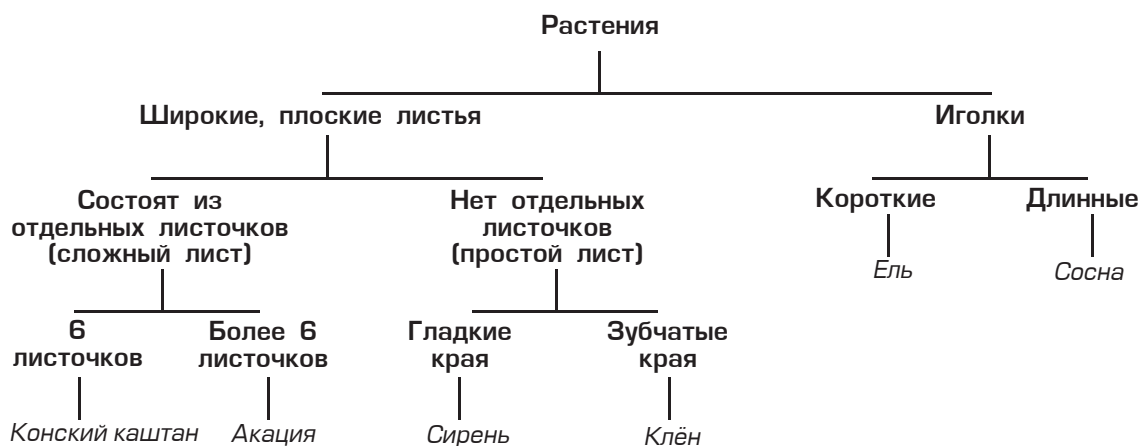 Растения
Широкие, плоские листья
Иголки
Состоят из
отдельных листочков
(сложный лист)
Нет отдельных
листочков
(простой лист)
Короткие
Длинные
Ель
Сосна
6
листочков
Более 6
листочков
Гладкие
края
Зубчатые
края
Конский каштан
Акация
Сирень
Клён